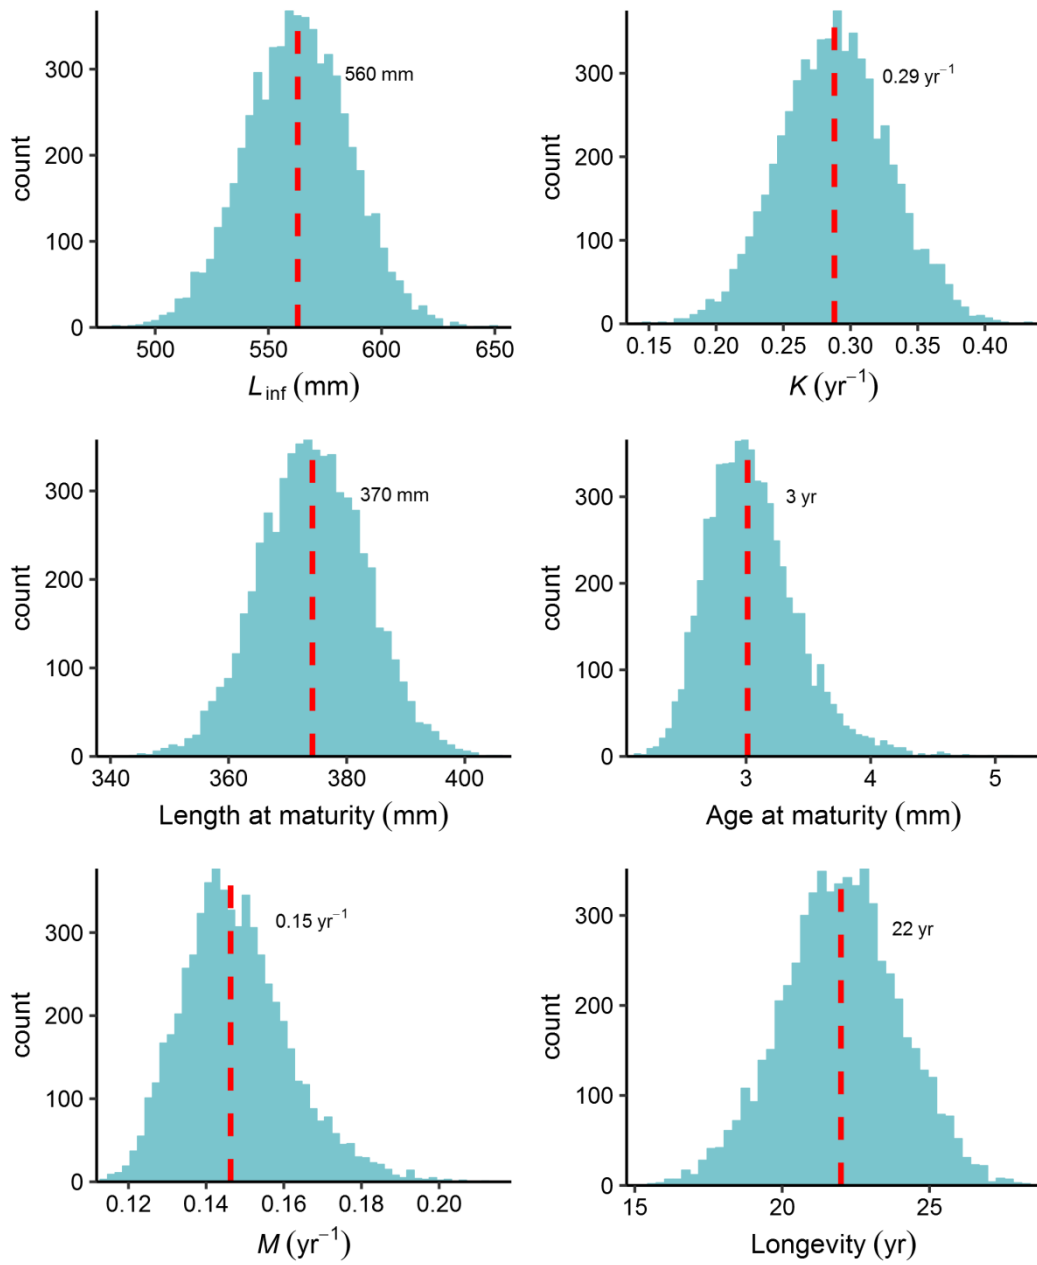 300
200
100
0
count
560 mm
500 550 600 650
L inf (mm)
300
200
100
0
count
0.29 yr⁻¹
0.15 0.20 0.25 0.30 0.35 0.40
K (yr⁻¹)
300
200
100
0
count
370 mm
340 360 380 400
Length at maturity (mm)
300
200
100
0
count
3 yr
3 4 5
Age at maturity (mm)
300
200
100
0
count
0.15 yr⁻¹
0.12 0.14 0.16 0.18 0.20
M (yr⁻¹)
300
200
100
0
count
22 yr
15 20 25
Longevity (yr)